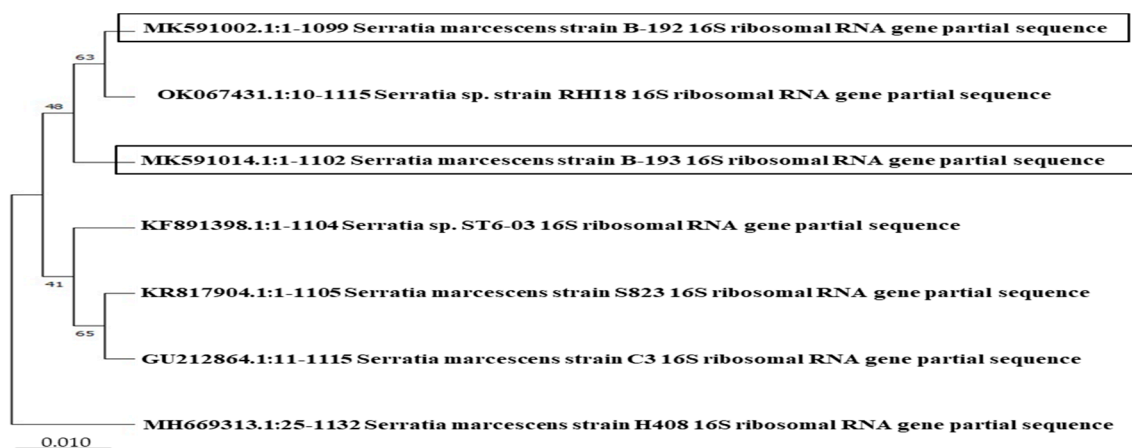 MK591002.1:1-1099 Serratia marcescens strain B-192 16S ribosomal RNA gene partial sequence
63
OK067431.1:10-1115 Serratia sp. strain RHI18 16S ribosomal RNA gene partial sequence
48
MK591014.1:1-1102 Serratia marcescens strain B-193 16S ribosomal RNA gene partial sequence
KF891398.1:1-1104 Serratia sp. ST6-03 16S ribosomal RNA gene partial sequence
41
KR817904.1:1-1105 Serratia marcescens strain S823 16S ribosomal RNA gene partial sequence
65
GU212864.1:11-1115 Serratia marcescens strain C3 16S ribosomal RNA gene partial sequence
MH669313.1:25-1132 Serratia marcescens strain H408 16S ribosomal RNA gene partial sequence
0.010